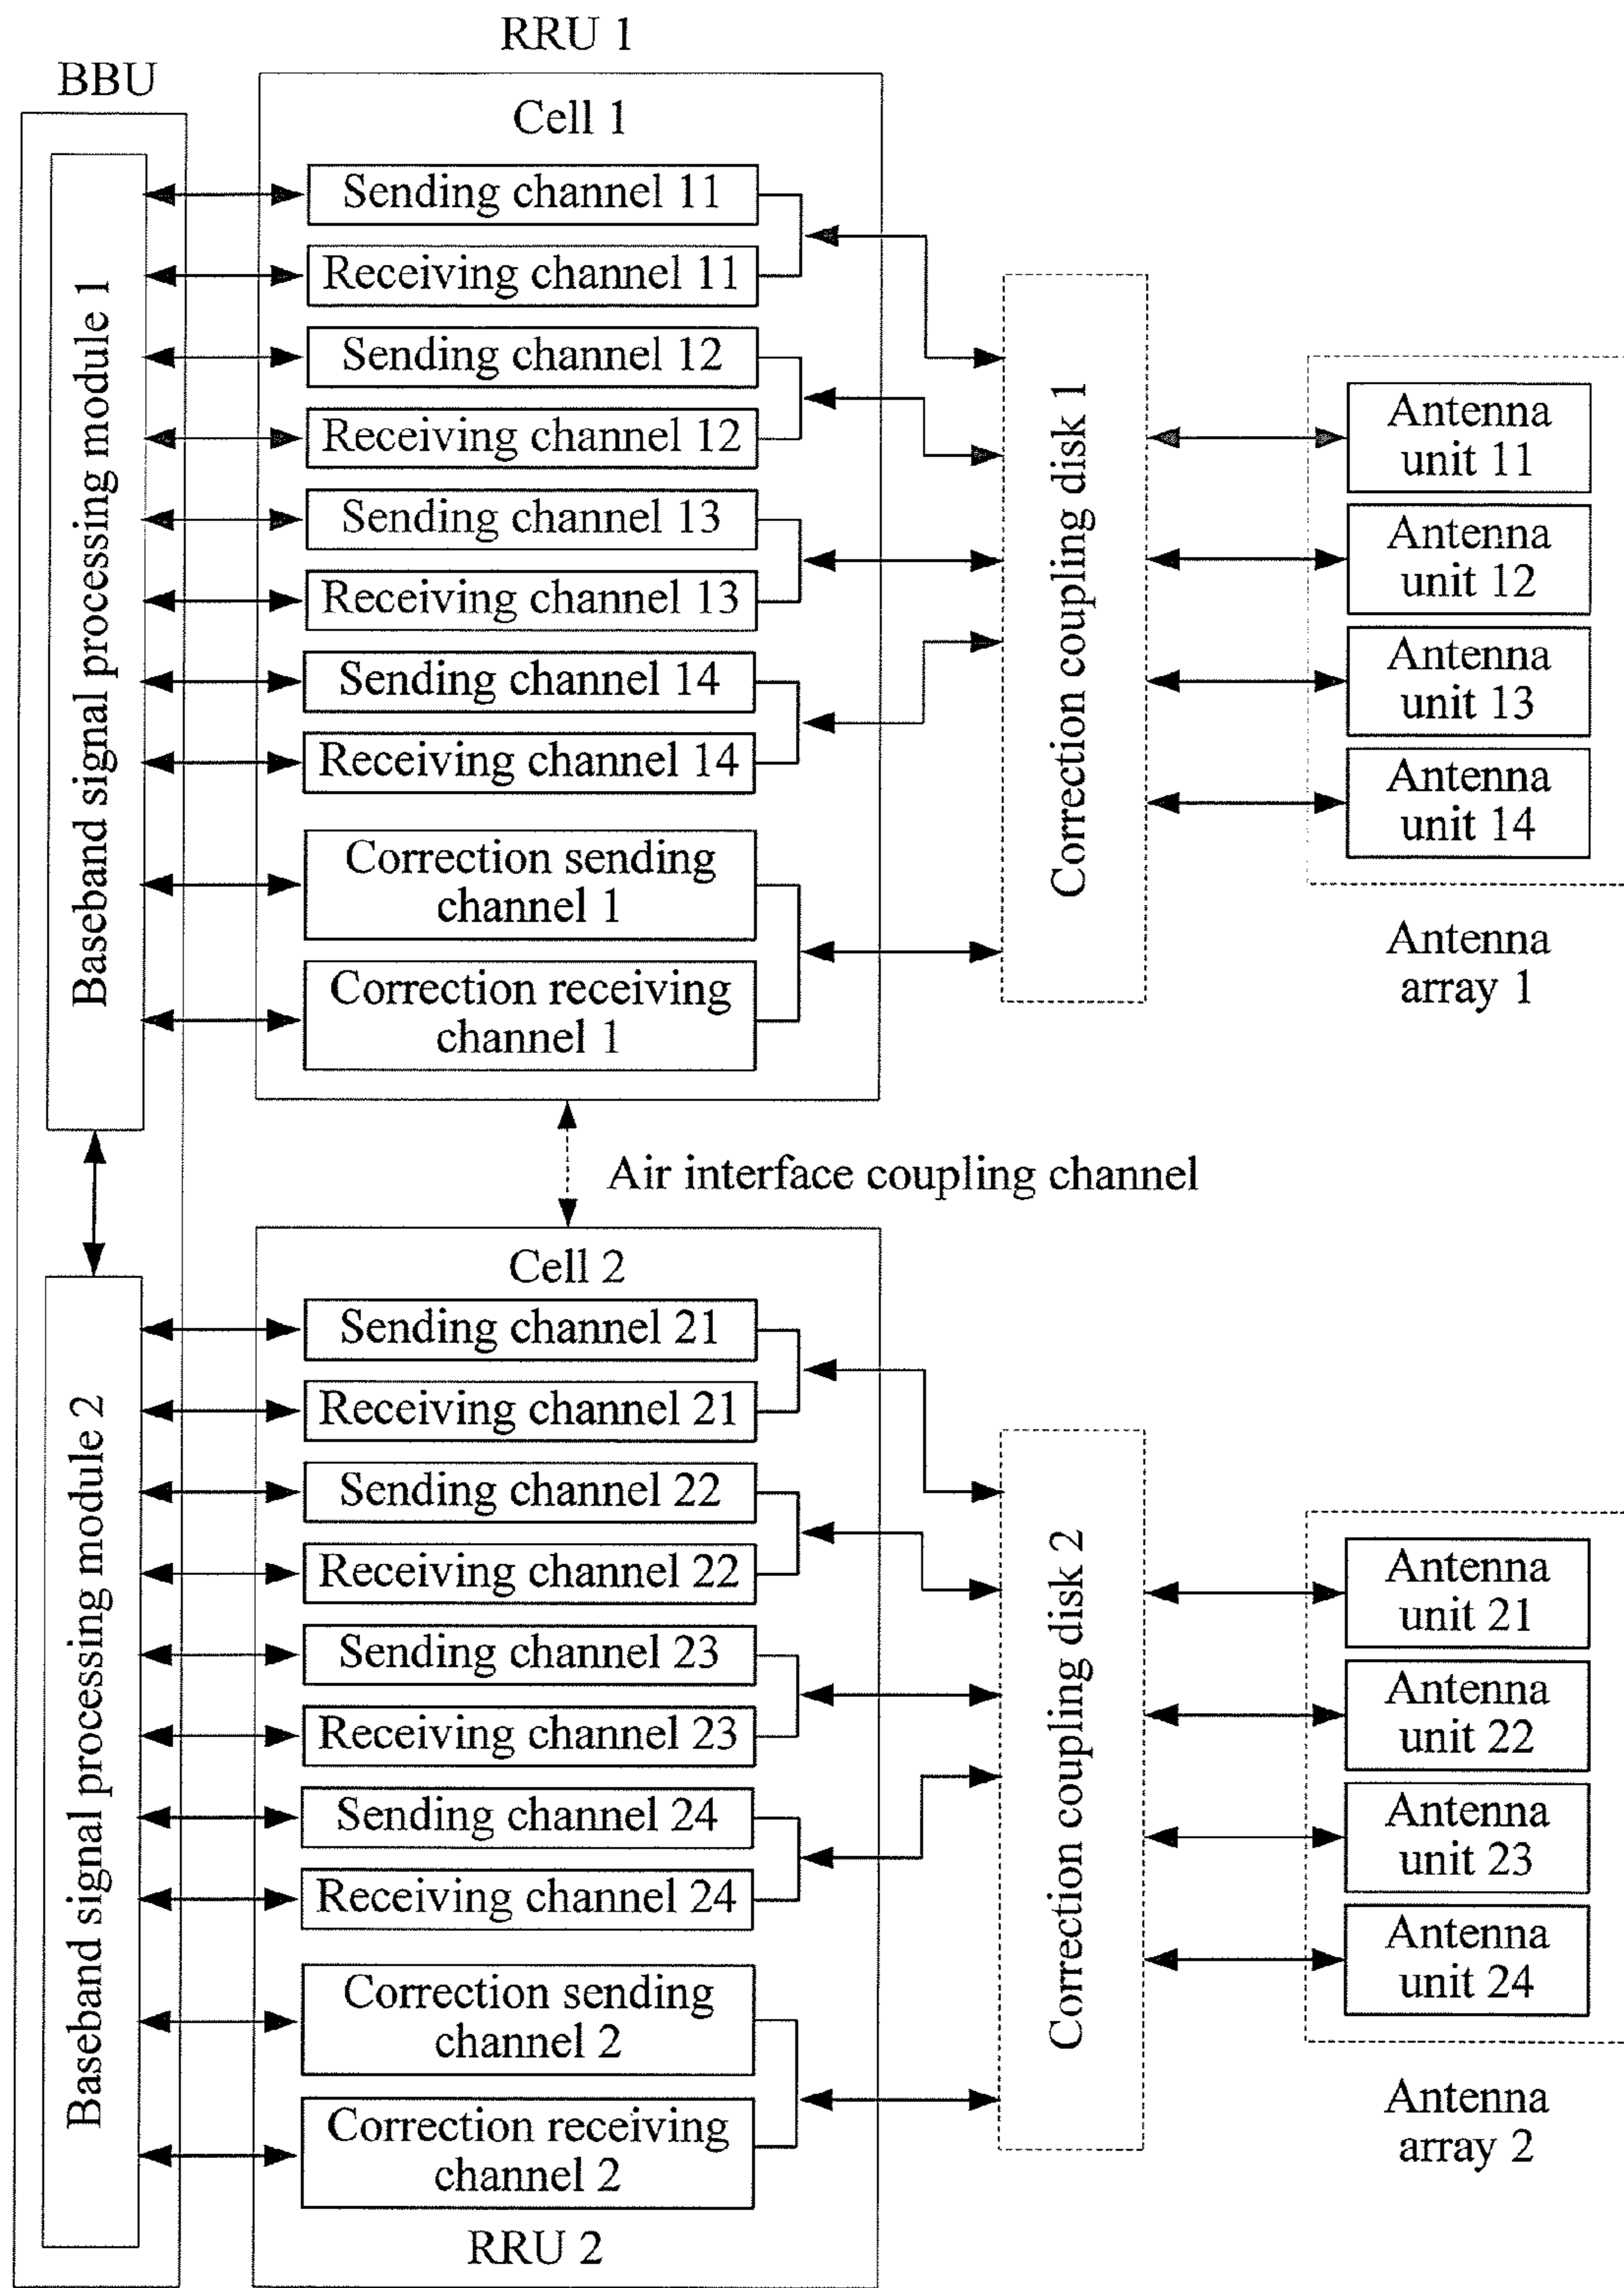 RRU 1
BBU
Cell 1
Baseband signal processing module 1
Sending channel 11
Receiving channel 11
Sending channel 12
Receiving channel 12
Sending channel 13
Receiving channel 13
Sending channel 14
Receiving channel 14
Correction sending
channel 1
Correction receiving
channel 1
Correction coupling disk 1
Antenna
unit 11
Antenna
unit 12
Antenna
unit 13
Antenna
unit 14
Antenna
array 1
Air interface coupling channel
Cell 2
Baseband signal processing module 2
Sending channel 21
Receiving channel 21
Sending channel 22
Receiving channel 22
Sending channel 23
Receiving channel 23
Sending channel 24
Receiving channel 24
Correction sending
channel 2
Correction receiving
channel 2
RRU 2
Correction coupling disk 2
Antenna
unit 21
Antenna
unit 22
Antenna
unit 23
Antenna
unit 24
Antenna
array 2